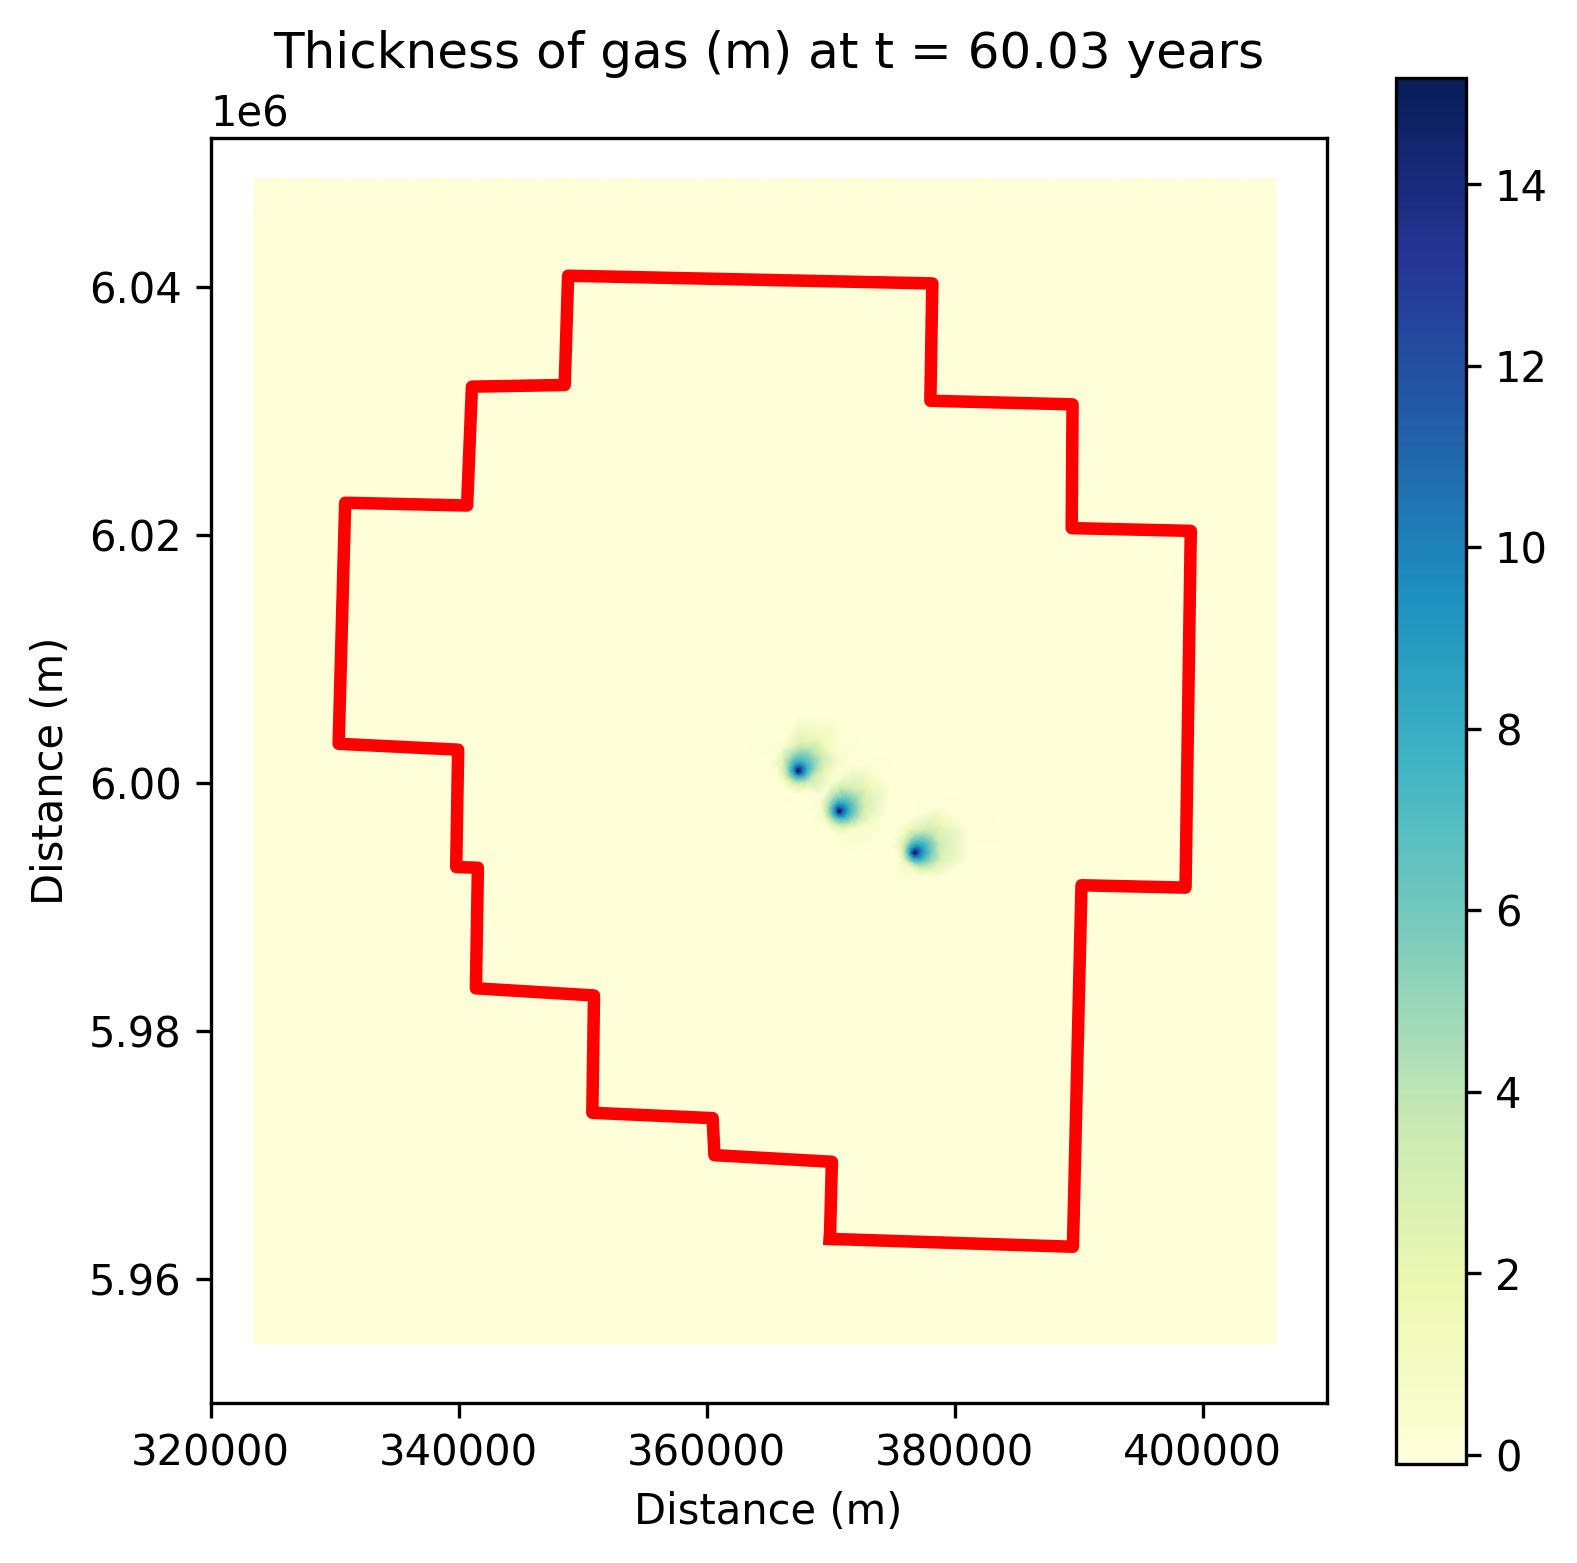 Thickness of gas (m) at t = 60.03 years
1e6
6.04
6.02
6.00
5.98
5.96
Distance (m)
320000 340000 360000 380000 400000
Distance (m)
14
12
10
8
6
4
2
0